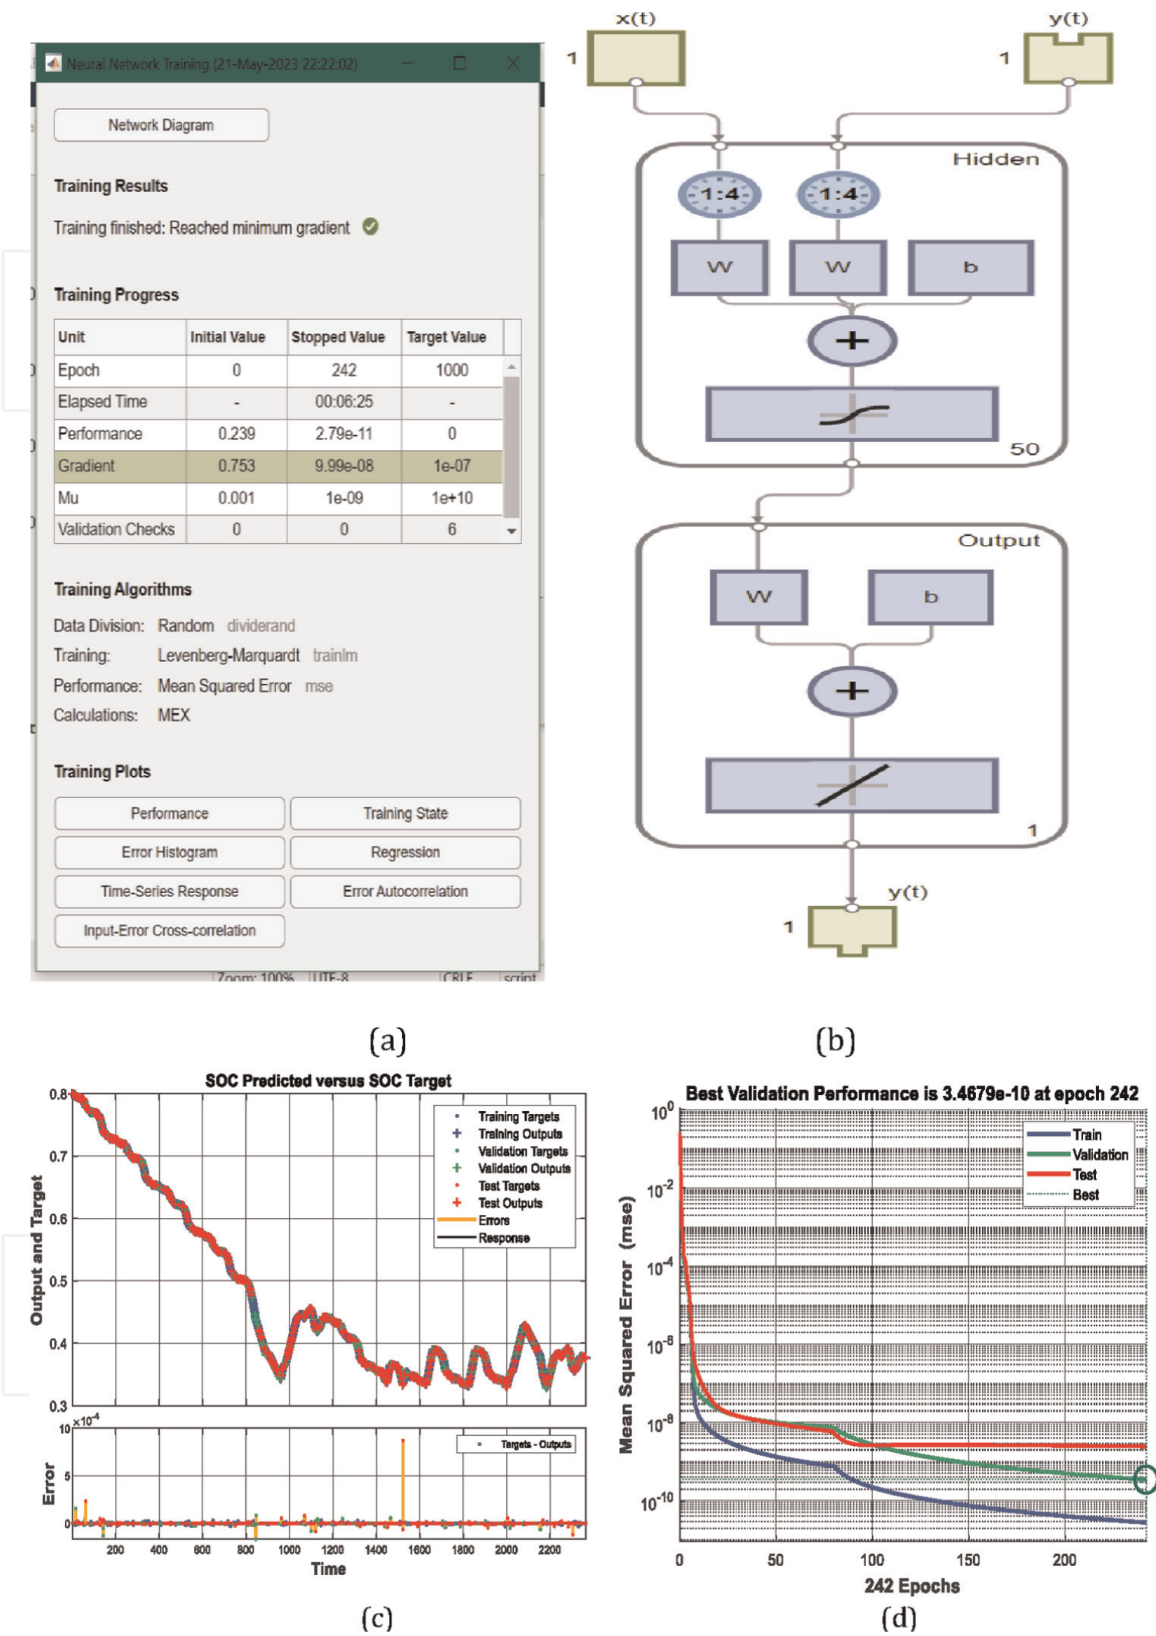 Neural Network Training (21-May-2023 22:22:02)
Network Diagram
Training Results
Training finished: Reached minimum gradient
Training Progress
Unit Initial Value Stopped Value Target Value
Epoch 0 242 1000
Elapsed Time - 00:06:25 -
Performance 0.239 2.79e-11 0
Gradient 0.753 9.99e-08 1e-07
Mu 0.001 1e-09 1e+10
Validation Checks 0 0 6
Training Algorithms
Data Division: Random dividerand
Training: Levenberg-Marquardt trainlm
Performance: Mean Squared Error mse
Calculations: MEX
Training Plots
Performance Training State
Error Histogram Regression
Time-Series Response Error Autocorrelation
Input-Error Cross-correlation
Zoom: 100% UTF-8 CRLF script
(a)
x(t) y(t)
1 1
Hidden
1:4 1:4
W W b
+
50
Output
W b
+
1
y(t)
1
(b)
SOC Predicted versus SOC Target
Output and Target
0.8
0.7
0.6
0.5
0.4
0.3
Training Targets
Training Outputs
Validation Targets
Validation Outputs
Test Targets
Test Outputs
Errors
Response
×10-4
10
5
0
Error
Targets - Outputs
200 400 600 800 1000 1200 1400 1600 1800 2000 2200
Time
(c)
Best Validation Performance is 3.4679e-10 at epoch 242
Mean Squared Error (mse)
10^0
10^-2
10^-4
10^-6
10^-8
10^-10
Train
Validation
Test
Best
0 50 100 150 200
242 Epochs
(d)